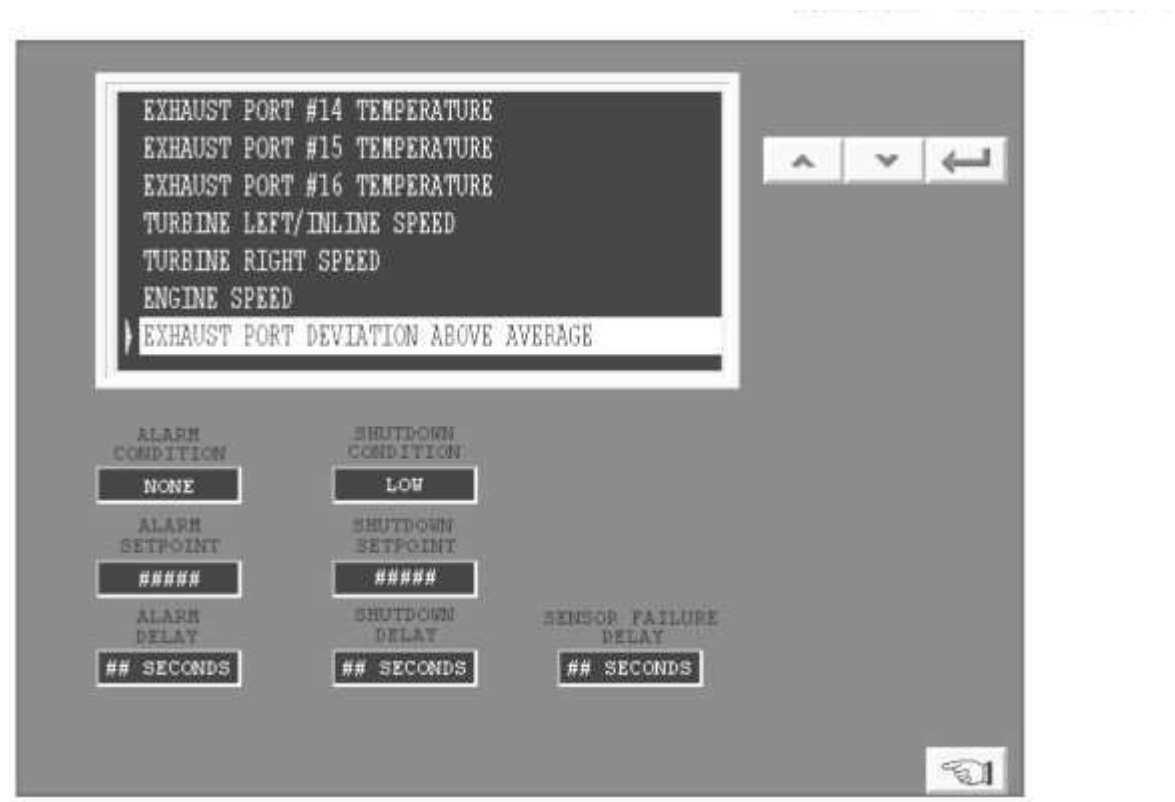 EXHAUST PORT #14 TEMPERATURE
EXHAUST PORT #15 TEMPERATURE
EXHAUST PORT #16 TEMPERATURE
TURBINE LEFT/INLINE SPEED
TURBINE RIGHT SPEED
ENGINE SPEED
EXHAUST PORT DEVIATION ABOVE AVERAGE
ALARM CONDITION
SHUTDOWN CONDITION
NONE
LOW
ALARM SETPOINT
SHUTDOWN SETPOINT
#####
#####
ALARM DELAY
SHUTDOWN DELAY
SENSOR FAILURE DELAY
## SECONDS
## SECONDS
## SECONDS